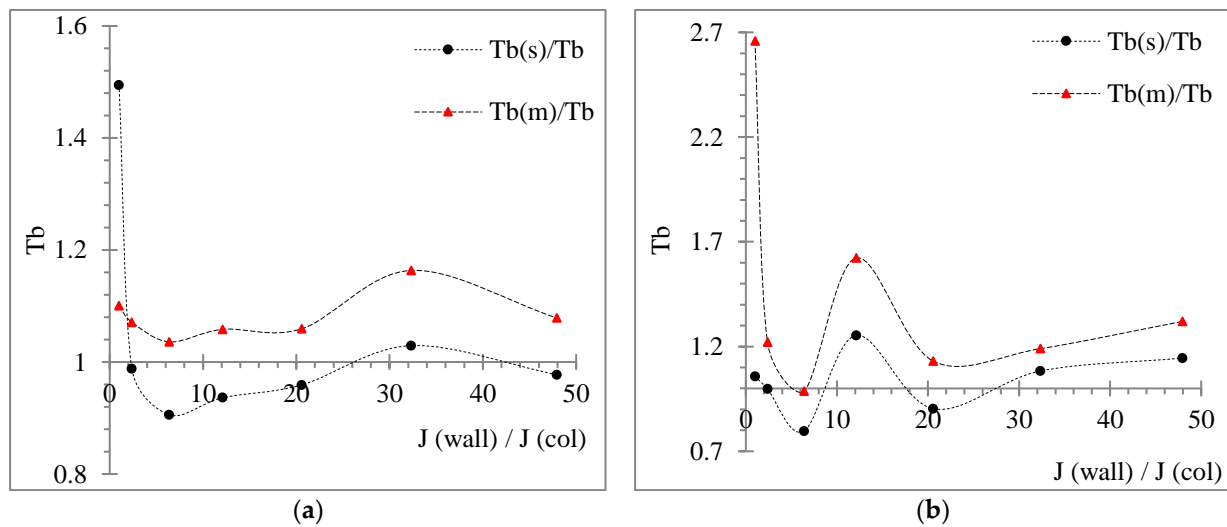 1.6
1.4
1.2
1
0.8
Tb
0 10 20 30 40 50
J (wall) / J (col)
Tb(s)/Tb
Tb(m)/Tb
(a)
2.7
2.2
1.7
1.2
0.7
Tb
0 10 20 30 40 50
J (wall) / J (col)
Tb(s)/Tb
Tb(m)/Tb
(b)